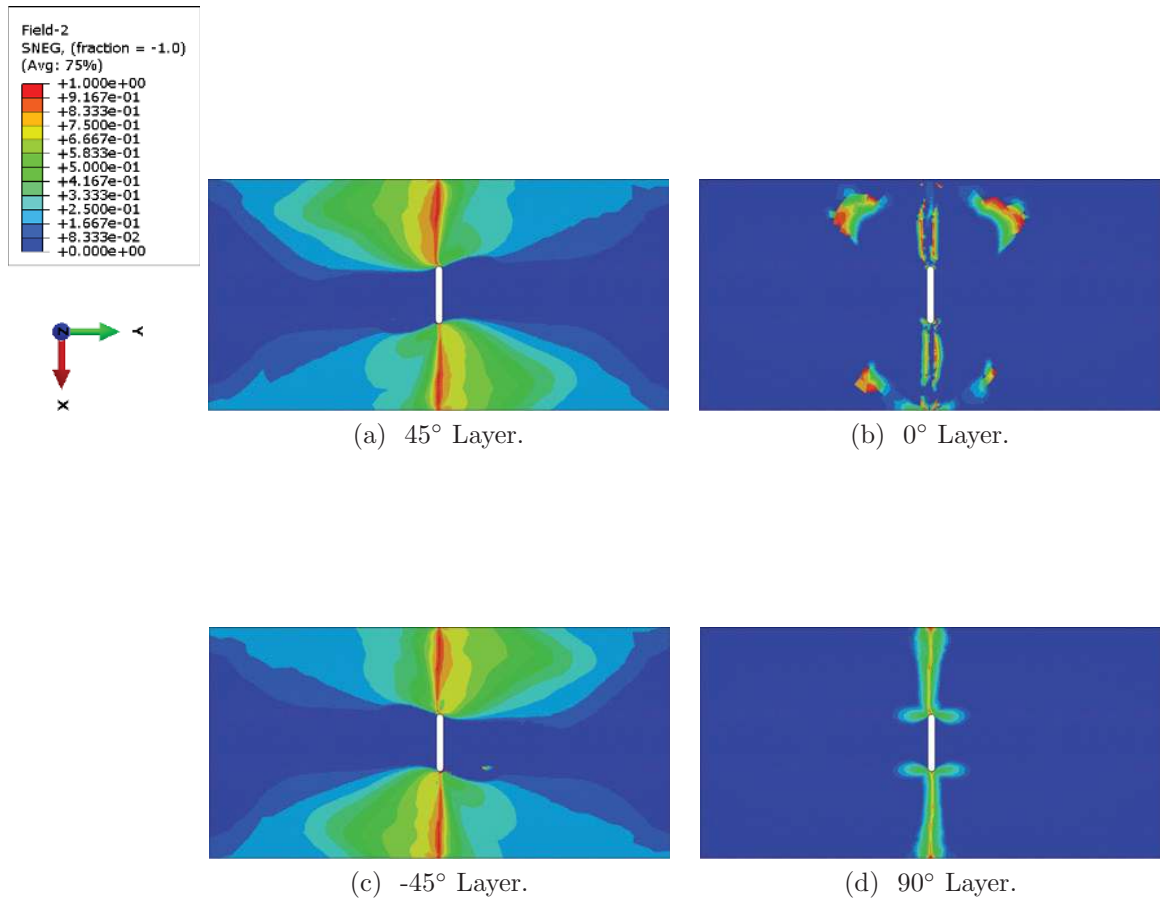 Field-2
SNEG, (fraction = -1.0)
(Avg: 75%)
+1.000e+00
+9.167e-01
+8.333e-01
+7.500e-01
+6.667e-01
+5.833e-01
+5.000e-01
+4.167e-01
+3.333e-01
+2.500e-01
+1.667e-01
+8.333e-02
+0.000e+00
Z
Y
X
(a) 45° Layer.
(b) 0° Layer.
(c) -45° Layer.
(d) 90° Layer.